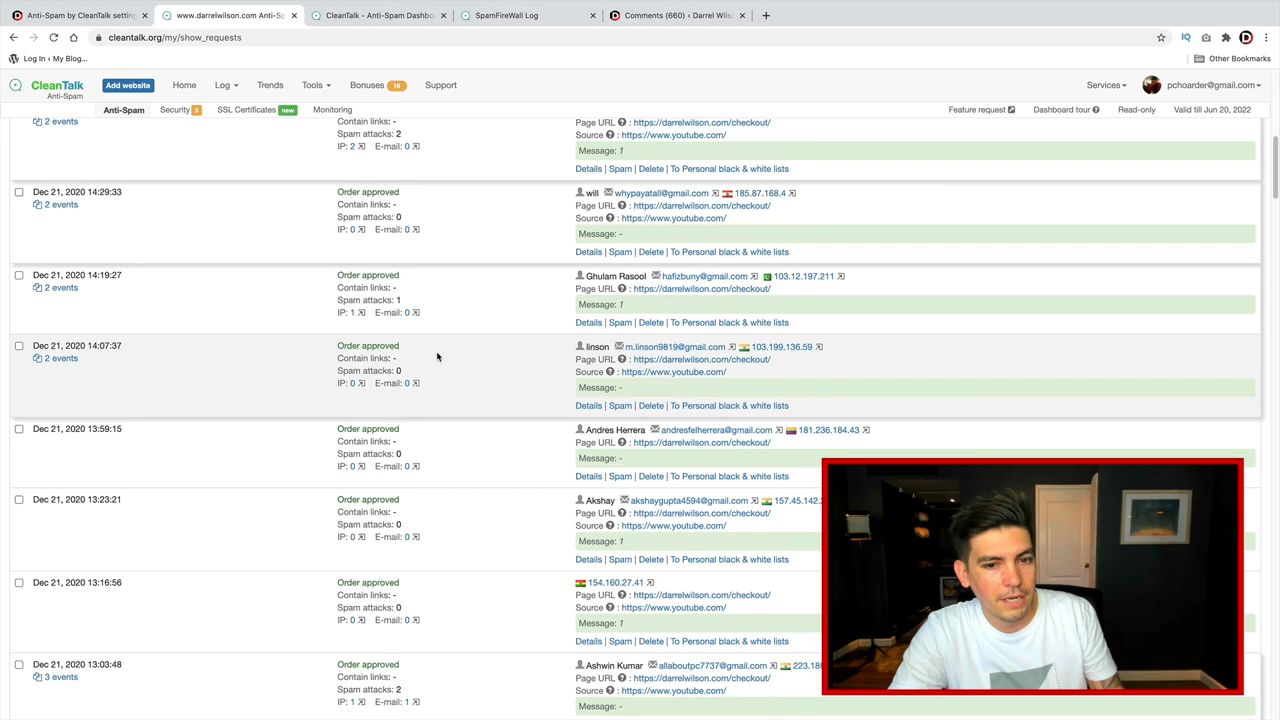 Anti-Spam by CleanTalk settin
www.darrelwilson.com Anti-Sp
CleanTalk - Anti-Spam Dashbo
SpamFireWall Log
Comments (660) ‹ Darrel Wils
cleantalk.org/my/show_requests
Log In ‹ My Blog...
Other Bookmarks
CleanTalk
Anti-Spam
Add website
Home
Log
Trends
Tools
Bonuses 16
Support
Services
pchoarder@gmail.com
Anti-Spam
Security 3
SSL Certificates new
Monitoring
Feature request
Dashboard tour
Read-only
Valid till Jun 20, 2022
2 events
Contain links: -
Spam attacks: 2
IP: 2 E-mail: 0
Page URL : https://darrelwilson.com/checkout/
Source : https://www.youtube.com/
Message: 1
Details | Spam | Delete | To Personal black & white lists
Dec 21, 2020 14:29:33
2 events
Order approved
Contain links: -
Spam attacks: 0
IP: 0 E-mail: 0
will whypayatall@gmail.com 185.87.168.4
Page URL : https://darrelwilson.com/checkout/
Source : https://www.youtube.com/
Message: -
Details | Spam | Delete | To Personal black & white lists
Dec 21, 2020 14:19:27
2 events
Order approved
Contain links: -
Spam attacks: 1
IP: 1 E-mail: 0
Ghulam Rasool hafizbuny@gmail.com 103.12.197.211
Page URL : https://darrelwilson.com/checkout/
Message: 1
Details | Spam | Delete | To Personal black & white lists
Dec 21, 2020 14:07:37
2 events
Order approved
Contain links: -
Spam attacks: 0
IP: 0 E-mail: 0
linson m.linson9819@gmail.com 103.199.136.59
Page URL : https://darrelwilson.com/checkout/
Source : https://www.youtube.com/
Message: -
Details | Spam | Delete | To Personal black & white lists
Dec 21, 2020 13:59:15
Order approved
Contain links: -
Spam attacks: 0
IP: 0 E-mail: 0
Andres Herrera andresfelherrera@gmail.com 181.236.184.43
Page URL : https://darrelwilson.com/checkout/
Message: -
Details | Spam | Delete | To Personal black & white lists
Dec 21, 2020 13:23:21
Order approved
Contain links: -
Spam attacks: 0
IP: 0 E-mail: 0
Akshay akshaygupta4594@gmail.com 157.45.142.
Page URL : https://darrelwilson.com/checkout/
Source : https://www.youtube.com/
Message: 1
Details | Spam | Delete | To Personal black & white lists
Dec 21, 2020 13:16:56
Order approved
Contain links: -
Spam attacks: 0
IP: 0 E-mail: 0
154.160.27.41
Page URL : https://darrelwilson.com/checkout/
Source : https://www.youtube.com/
Message: 1
Details | Spam | Delete | To Personal black & white lists
Dec 21, 2020 13:03:48
3 events
Order approved
Contain links: -
Spam attacks: 2
IP: 1 E-mail: 1
Ashwin Kumar allaboutpc7737@gmail.com 223.189
Page URL : https://darrelwilson.com/checkout/
Source : https://www.youtube.com/
Message: -